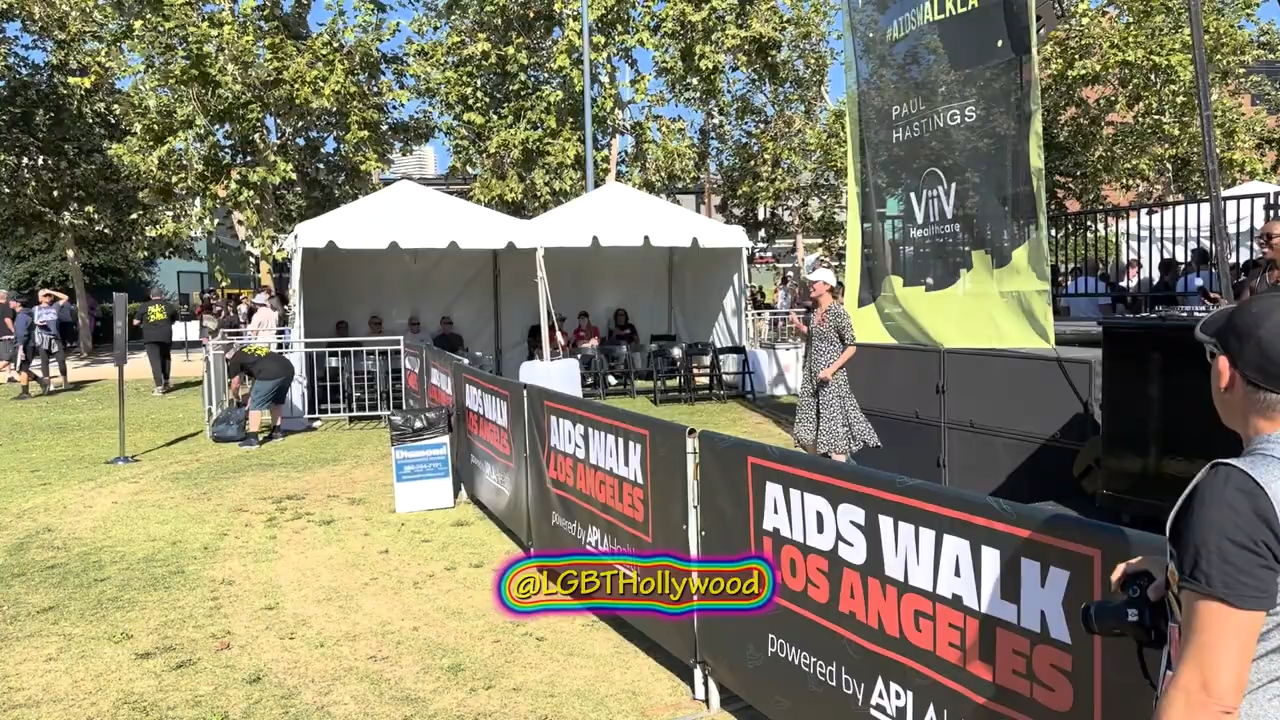 #AIDSWALKLA
PAUL
HASTINGS
ViiV
Healthcare
AIDS WALK
LOS ANGELES
powered by APLA
AIDS WALK
LOS ANGELES
powered by APLAHealth
AIDS WALK
LOS ANGELES
powered by APLA
Diamond
@LGBTHollywood